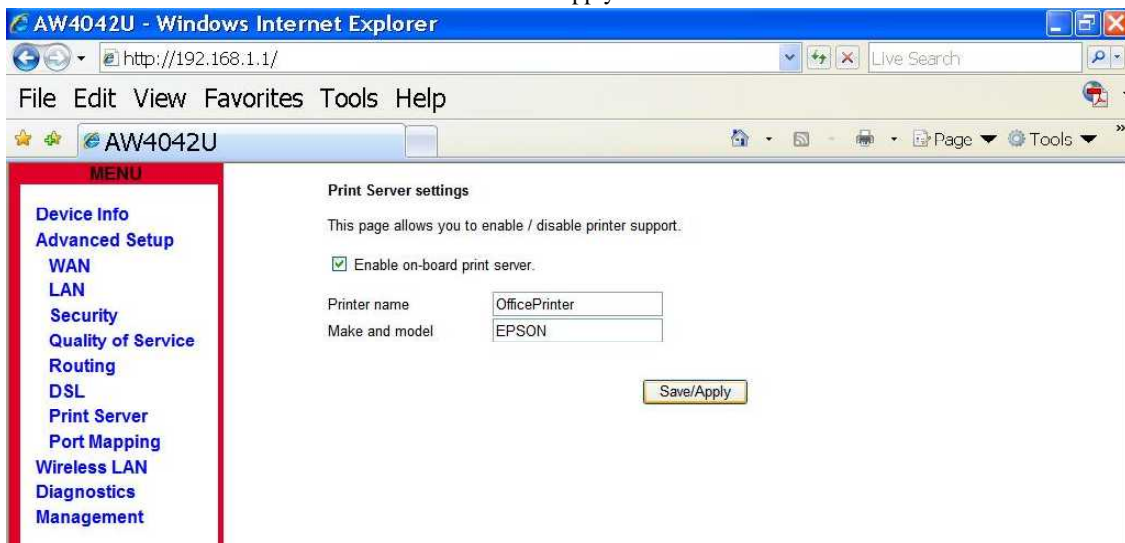 Apply
AW4042U - Windows Internet Explorer
http://192.168.1.1/
Live Search
File Edit View Favorites Tools Help
AW4042U
Page
Tools
»
MENU
Device Info
Advanced Setup
WAN
LAN
Security
Quality of Service
Routing
DSL
Print Server
Port Mapping
Wireless LAN
Diagnostics
Management
Print Server settings
This page allows you to enable / disable printer support.
Enable on-board print server.
Printer name OfficePrinter
Make and model EPSON
Save/Apply